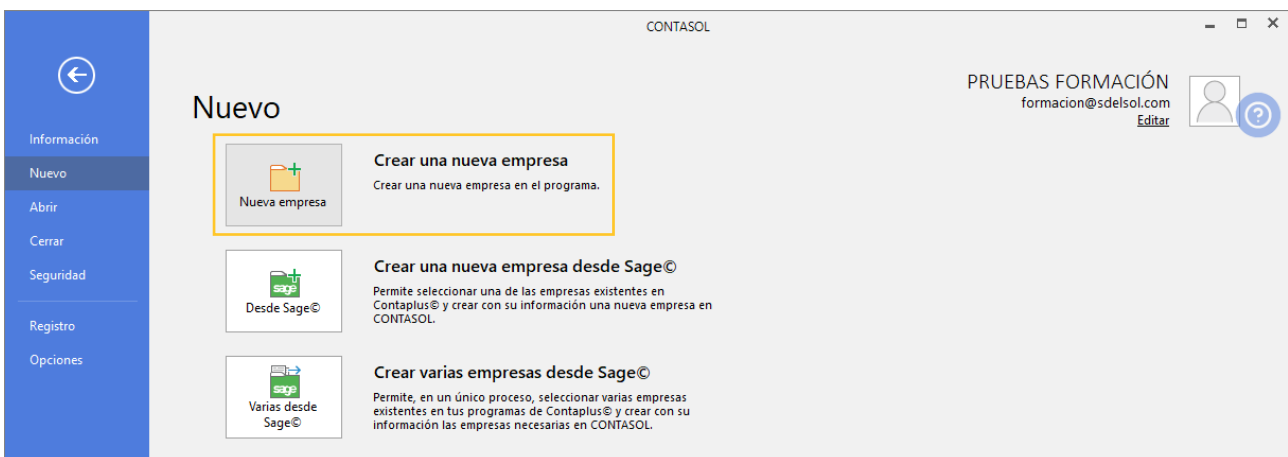 CONTASOL
PRUEBAS FORMACIÓN
formacion@sdelsol.com
Editar
Información
Nuevo
Abrir
Cerrar
Seguridad
Registro
Opciones
Nuevo
Nueva empresa
Crear una nueva empresa
Crear una nueva empresa en el programa.
sage
Desde Sage©
Crear una nueva empresa desde Sage©
Permite seleccionar una de las empresas existentes en
Contaplus© y crear con su información una nueva empresa en
CONTASOL.
sage
Varias desde
Sage©
Crear varias empresas desde Sage©
Permite, en un único proceso, seleccionar varias empresas
existentes en tus programas de Contaplus© y crear con su
información las empresas necesarias en CONTASOL.